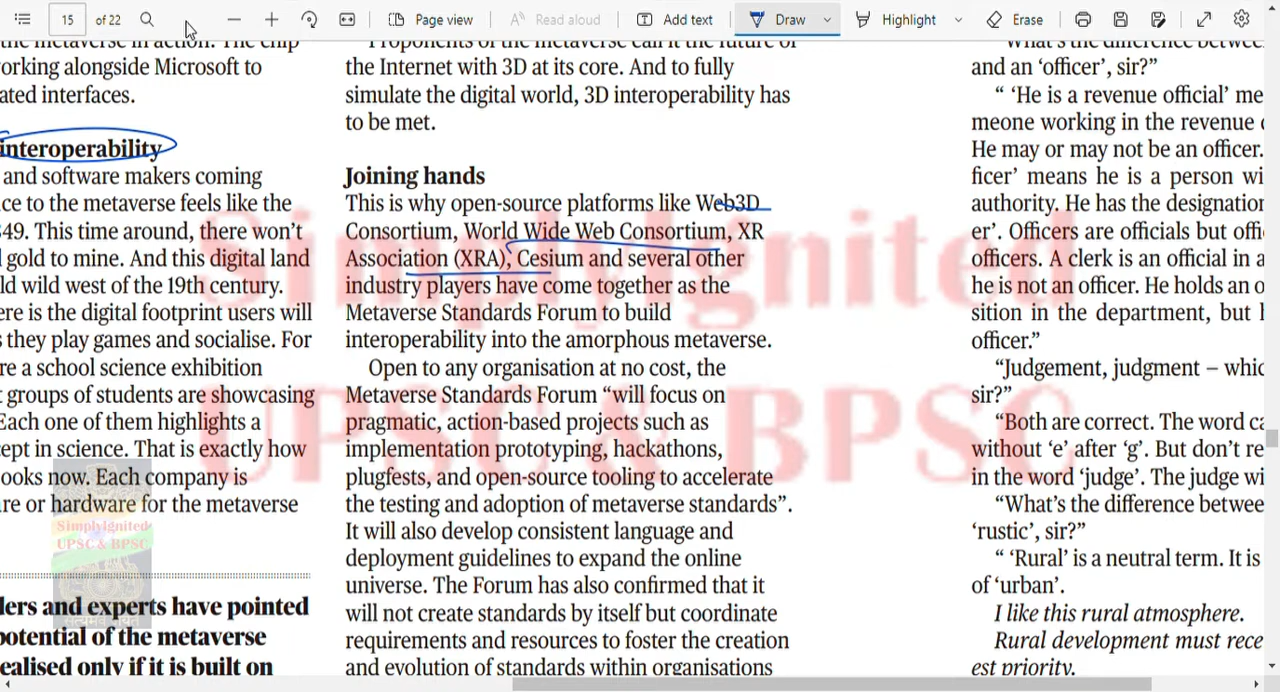 15 of 22 Page view Read aloud Add text Draw Highlight Erase
the metaverse in action. The chip
orking alongside Microsoft to
ated interfaces.
interoperability
and software makers coming
ce to the metaverse feels like the
49. This time around, there won't
gold to mine. And this digital land
ld wild west of the 19th century.
ere is the digital footprint users will
they play games and socialise. For
re a school science exhibition
groups of students are showcasing
Each one of them highlights a
ept in science. That is exactly how
ooks now. Each company is
re or hardware for the metaverse
ders and experts have pointed
potential of the metaverse
ealised only if it is built on
Proponents of the metaverse call it the future of
the Internet with 3D at its core. And to fully
simulate the digital world, 3D interoperability has
to be met.
Joining hands
This is why open-source platforms like Web3D
Consortium, World Wide Web Consortium, XR
Association (XRA), Cesium and several other
industry players have come together as the
Metaverse Standards Forum to build
interoperability into the amorphous metaverse.
Open to any organisation at no cost, the
Metaverse Standards Forum “will focus on
pragmatic, action-based projects such as
implementation prototyping, hackathons,
plugfests, and open-source tooling to accelerate
the testing and adoption of metaverse standards”.
It will also develop consistent language and
deployment guidelines to expand the online
universe. The Forum has also confirmed that it
will not create standards by itself but coordinate
requirements and resources to foster the creation
and evolution of standards within organisations
What's the difference betwee
and an ‘officer’, sir?”
“ ‘He is a revenue official’ me
meone working in the revenue
He may or may not be an officer.
ficer’ means he is a person wi
authority. He has the designation
er’. Officers are officials but offi
officers. A clerk is an official in a
he is not an officer. He holds an o
sition in the department, but
officer.”
“Judgement, judgment – whic
sir?”
“Both are correct. The word ca
without ‘e’ after ‘g’. But don't re
in the word ‘judge’. The judge wi
“What's the difference betwee
‘rustic’, sir?”
“ ‘Rural’ is a neutral term. It is
of ‘urban’.
I like this rural atmosphere.
Rural development must rece
est priority.
SimplyIgnited
UPSC & BPSC
SimplyIgnited
UPSC & BPSC
सत्यमेव जयते